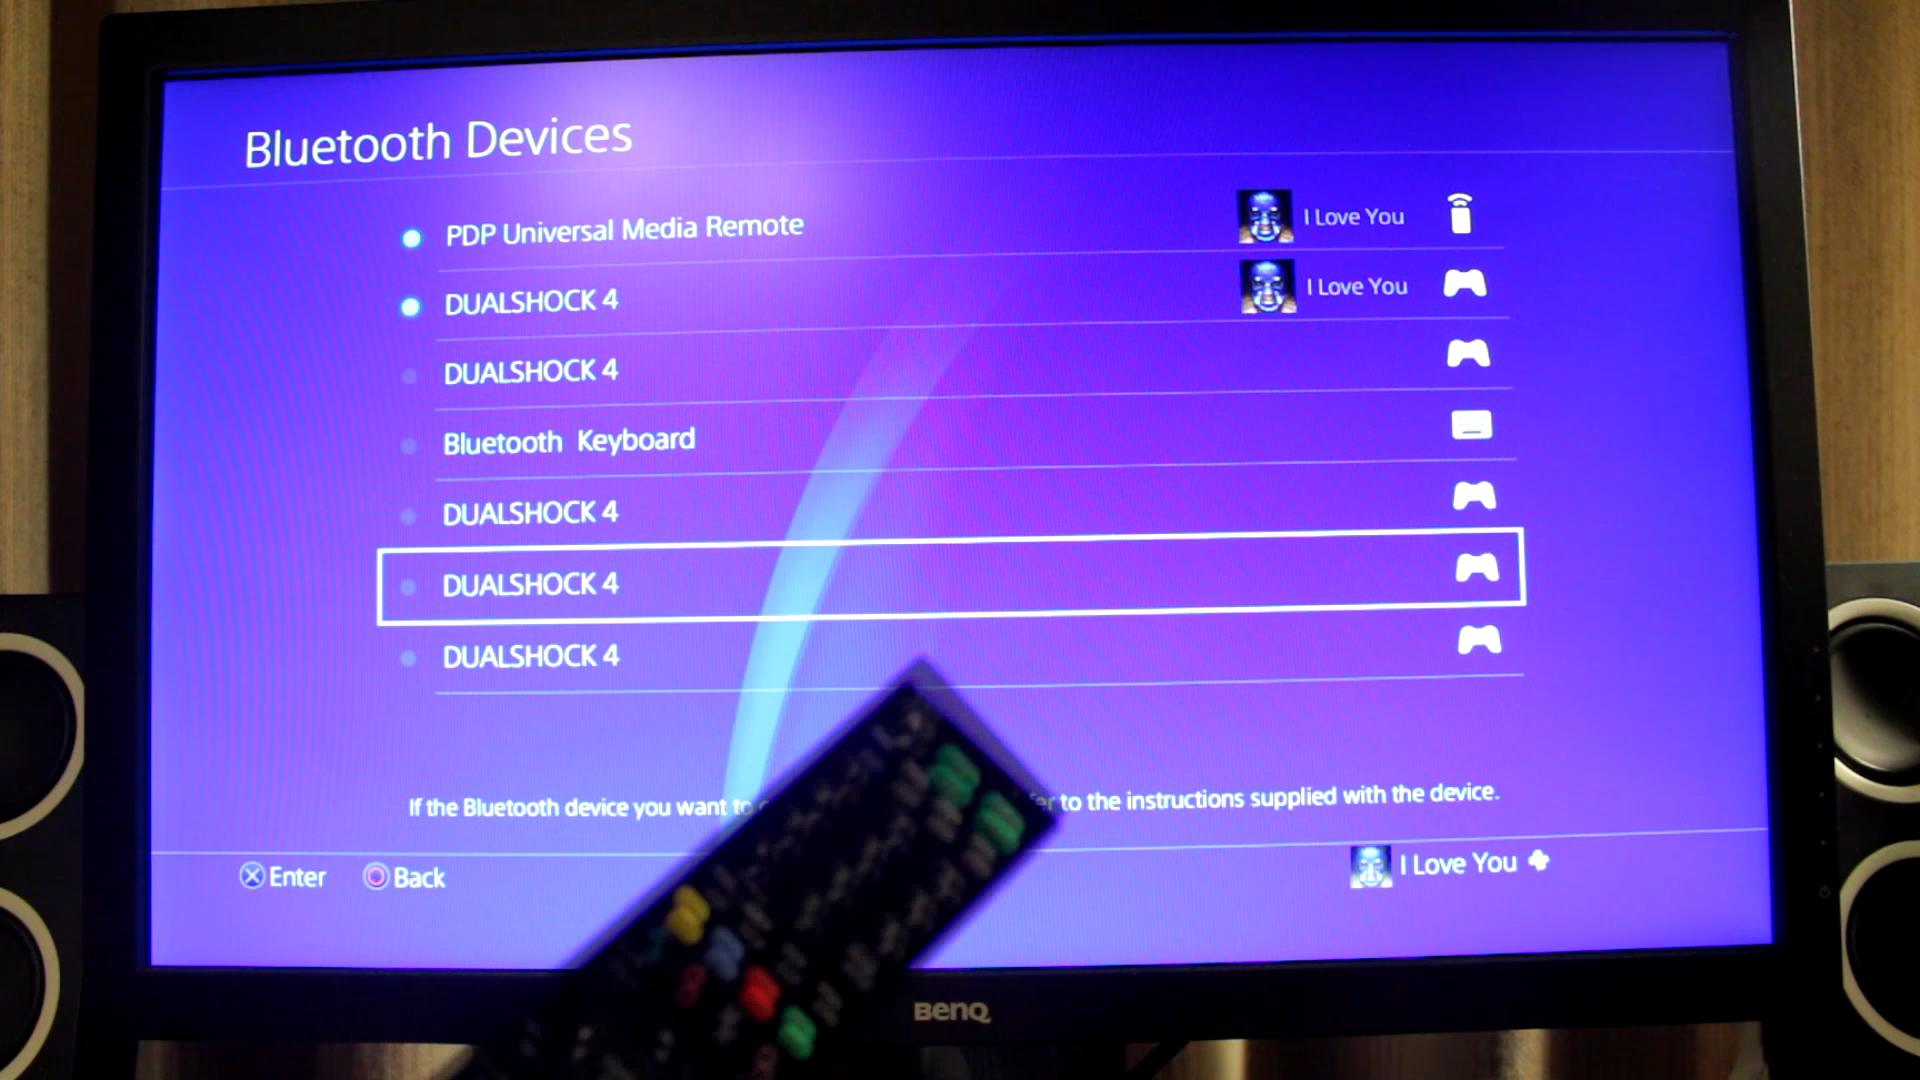 Bluetooth Devices
PDP Universal Media Remote I Love You
DUALSHOCK 4 I Love You
DUALSHOCK 4
Bluetooth Keyboard
DUALSHOCK 4
DUALSHOCK 4
DUALSHOCK 4
If the Bluetooth device you want to to the instructions supplied with the device.
Enter Back I Love You
BenQ